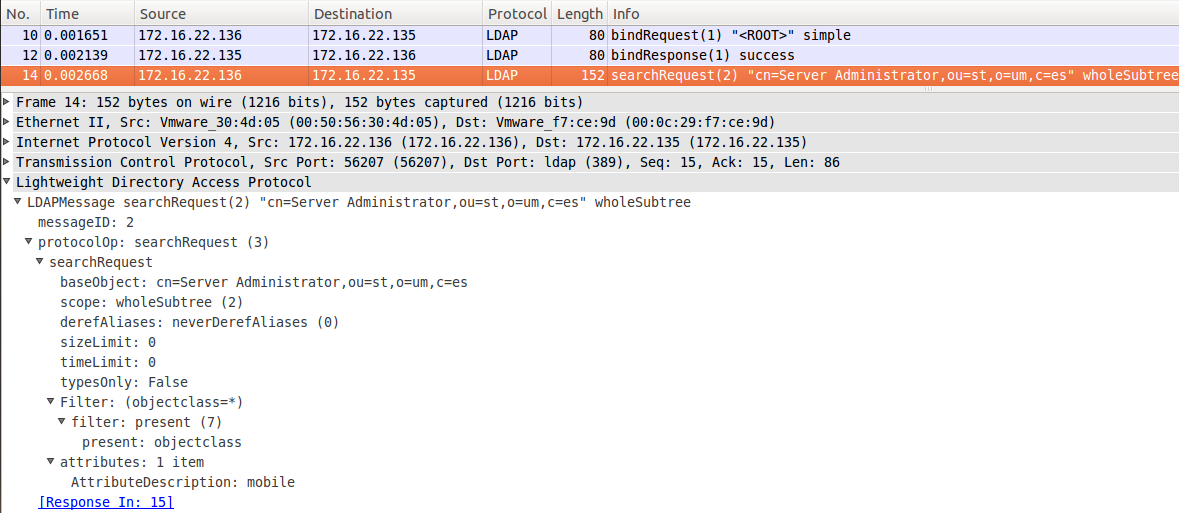 No. Time Source Destination Protocol Length Info
10 0.001651 172.16.22.136 172.16.22.135 LDAP 80 bindRequest(1) "<ROOT>" simple
12 0.002139 172.16.22.135 172.16.22.136 LDAP 80 bindResponse(1) success
14 0.002668 172.16.22.136 172.16.22.135 LDAP 152 searchRequest(2) "cn=Server Administrator,ou=st,o=um,c=es" wholeSubtree
Frame 14: 152 bytes on wire (1216 bits), 152 bytes captured (1216 bits)
Ethernet II, Src: Vmware_30:4d:05 (00:50:56:30:4d:05), Dst: Vmware_f7:ce:9d (00:0c:29:f7:ce:9d)
Internet Protocol Version 4, Src: 172.16.22.136 (172.16.22.136), Dst: 172.16.22.135 (172.16.22.135)
Transmission Control Protocol, Src Port: 56207 (56207), Dst Port: ldap (389), Seq: 15, Ack: 15, Len: 86
Lightweight Directory Access Protocol
LDAPMessage searchRequest(2) "cn=Server Administrator,ou=st,o=um,c=es" wholeSubtree
messageID: 2
protocolOp: searchRequest (3)
searchRequest
baseObject: cn=Server Administrator,ou=st,o=um,c=es
scope: wholeSubtree (2)
derefAliases: neverDerefAliases (0)
sizeLimit: 0
timeLimit: 0
typesOnly: False
Filter: (objectclass=*)
filter: present (7)
present: objectclass
attributes: 1 item
AttributeDescription: mobile
[Response In: 15]